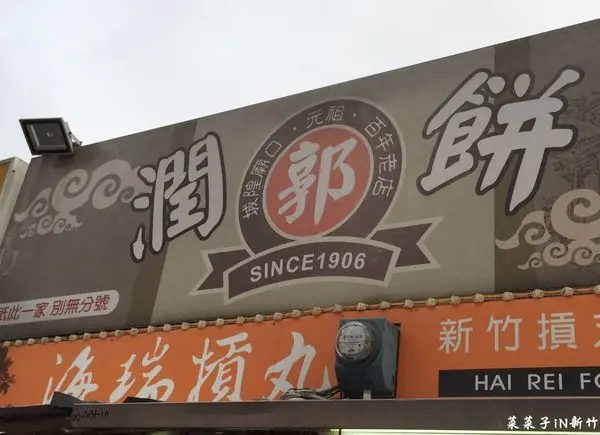 潤 郭 餅
城隍廟口·元祖·百年老店
SINCE1906
祗此一家 別無分號
海瑞摃丸
新竹摃丸
HAI REI FO
菜菜子IN新竹